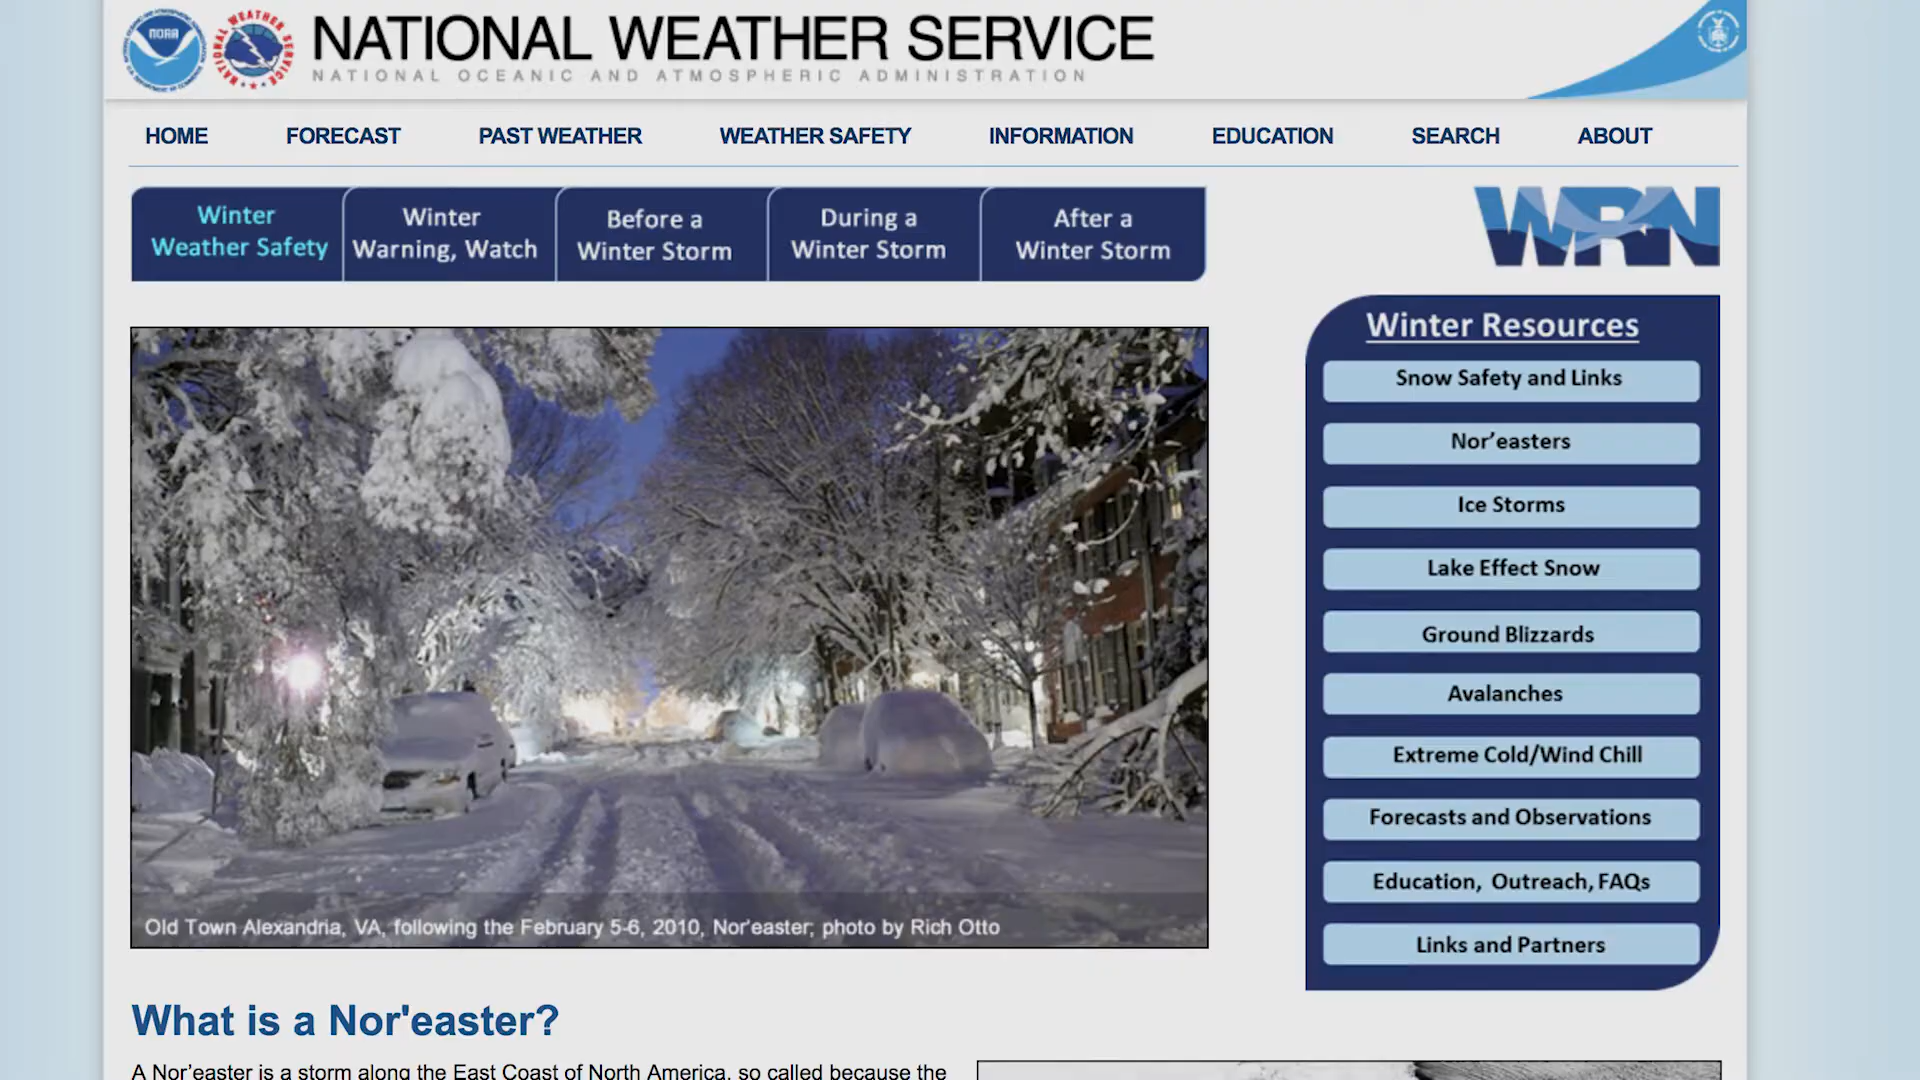 NOAA
NATIONAL WEATHER SERVICE
NATIONAL WEATHER SERVICE
NATIONAL OCEANIC AND ATMOSPHERIC ADMINISTRATION
HOME
FORECAST
PAST WEATHER
WEATHER SAFETY
INFORMATION
EDUCATION
SEARCH
ABOUT
Winter
Weather Safety
Winter
Warning, Watch
Before a
Winter Storm
During a
Winter Storm
After a
Winter Storm
WRN
Winter Resources
Snow Safety and Links
Nor’easters
Ice Storms
Lake Effect Snow
Ground Blizzards
Avalanches
Extreme Cold/Wind Chill
Forecasts and Observations
Education, Outreach, FAQs
Links and Partners
Old Town Alexandria, VA, following the February 5-6, 2010, Nor'easter; photo by Rich Otto
What is a Nor'easter?
A Nor’easter is a storm along the East Coast of North America, so called because the